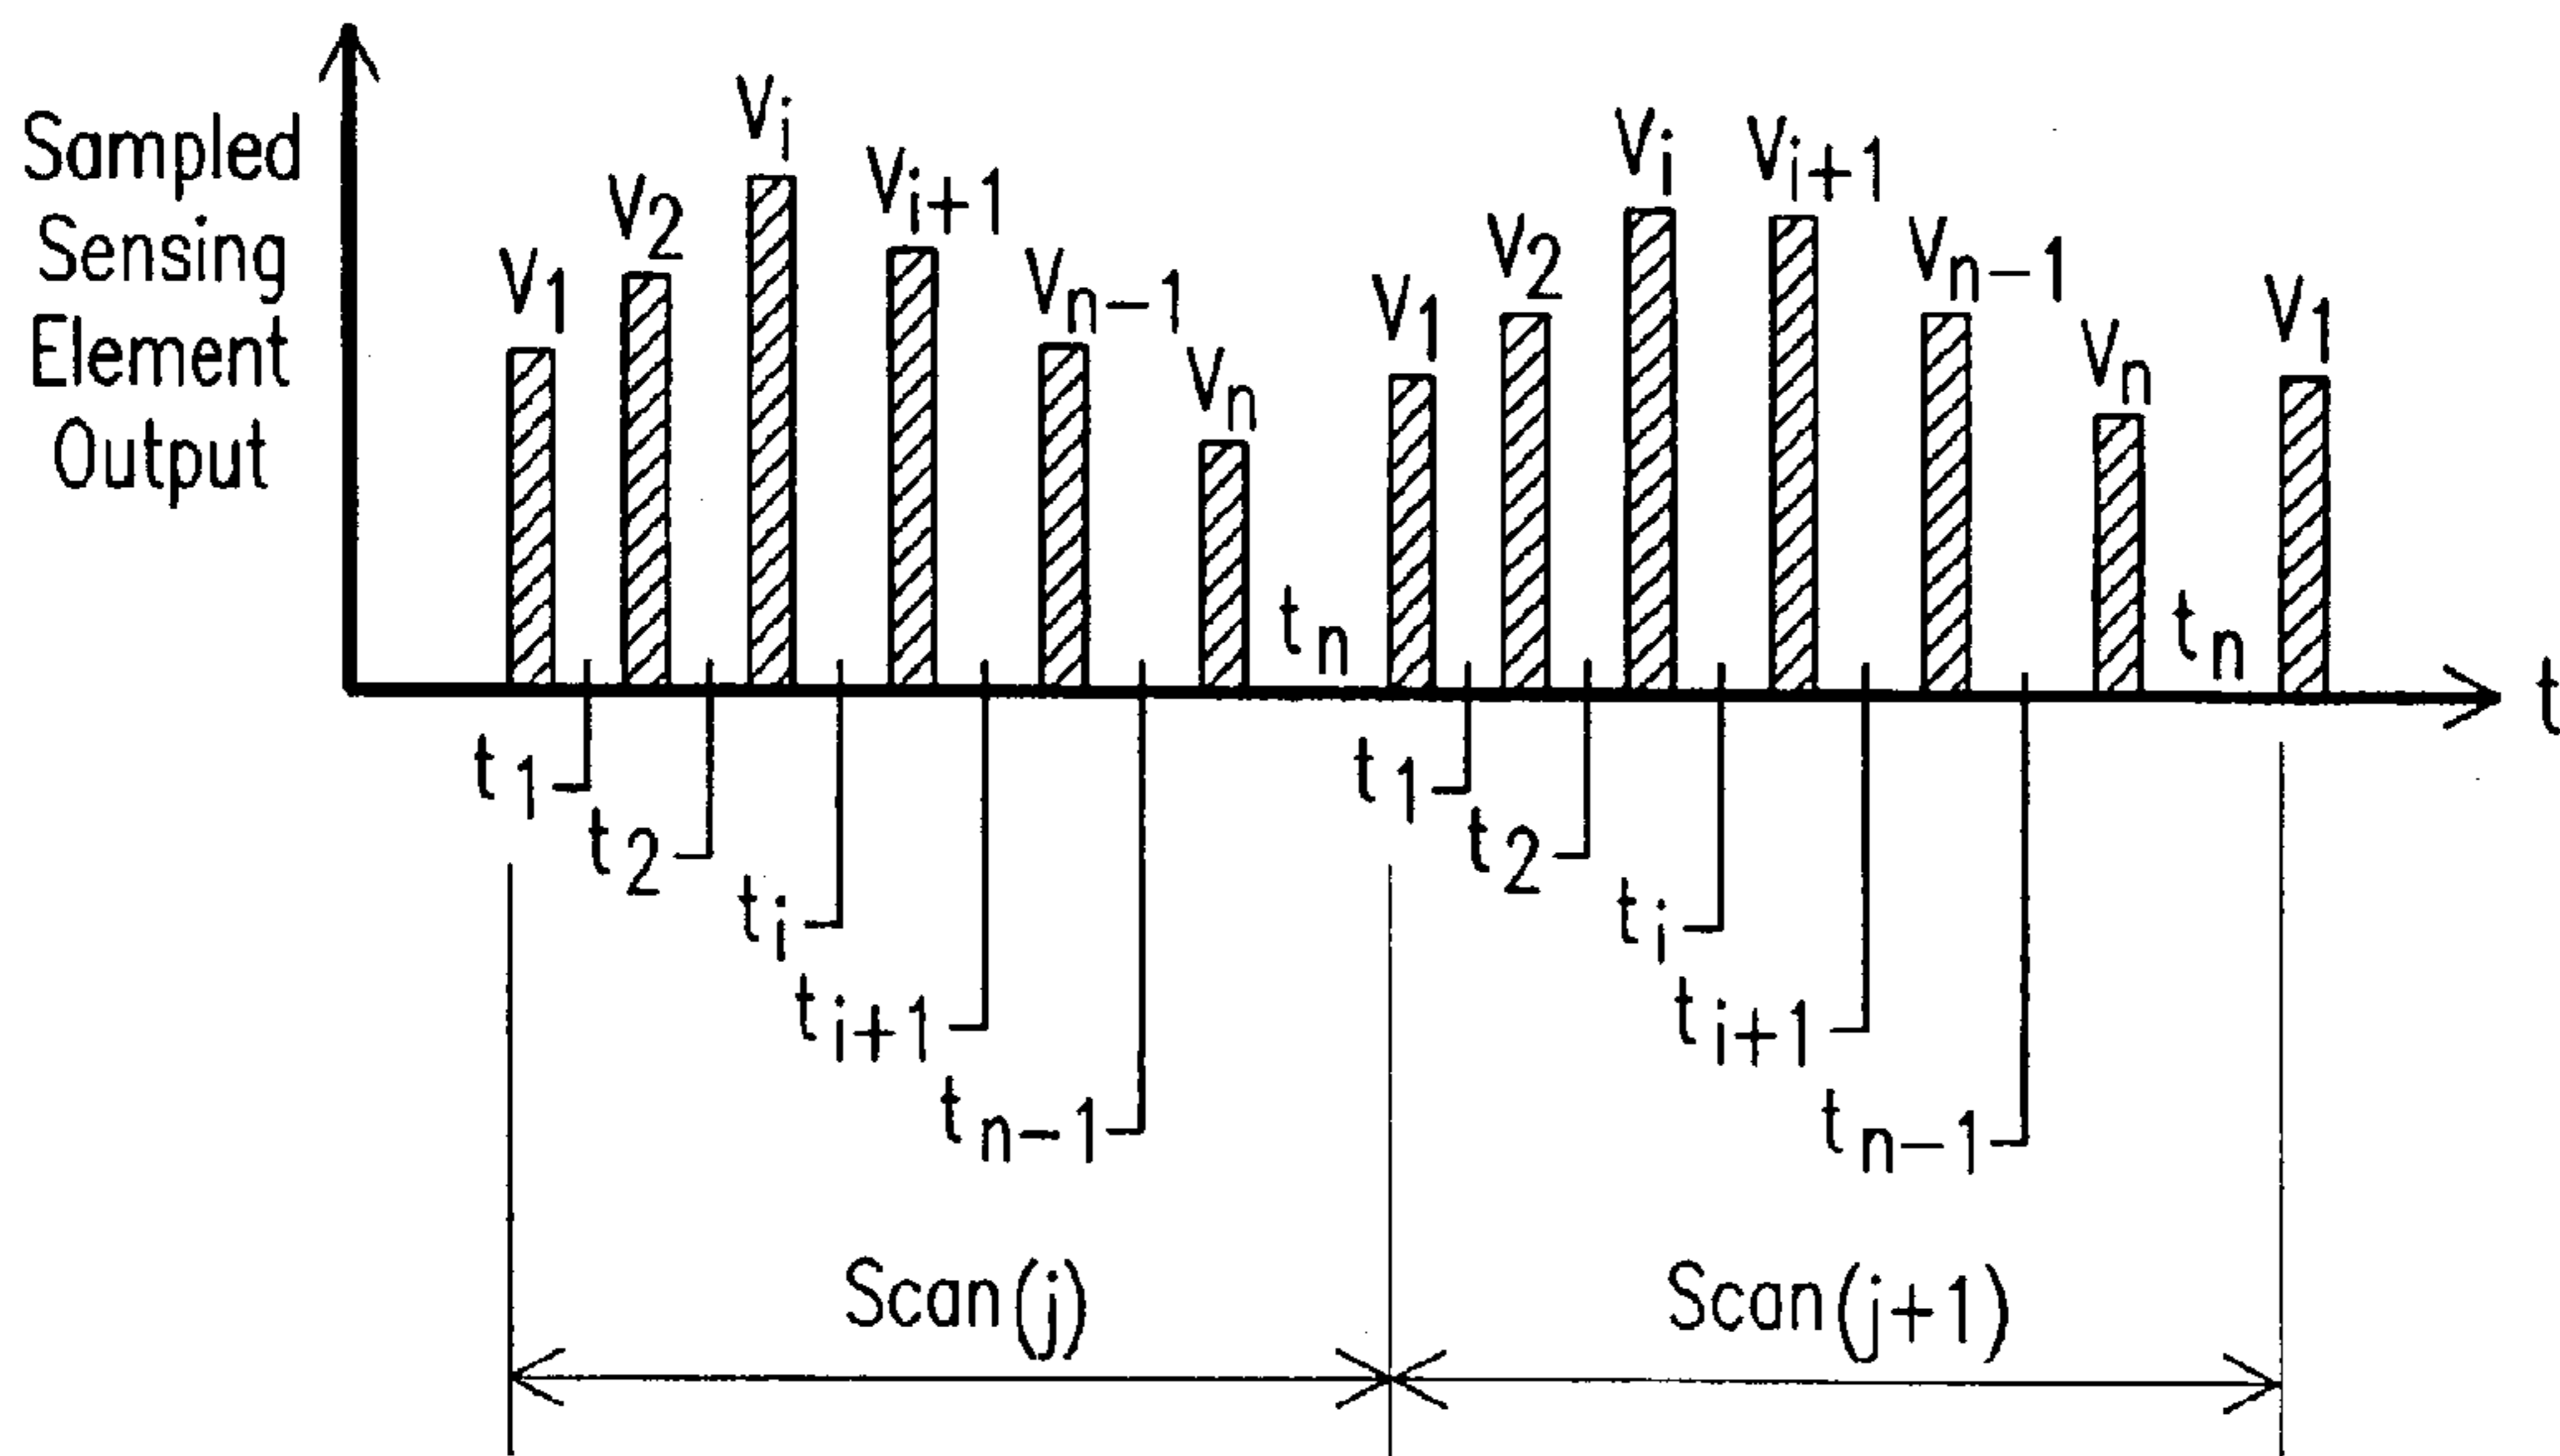 Sampled
Sensing
Element
Output
V1
V2
Vi
Vi+1
Vn-1
Vn
V1
V2
Vi
Vi+1
Vn-1
Vn
V1
tn
tn
t
t1
t2
ti
ti+1
tn-1
t1
t2
ti
ti+1
tn-1
Scan(j)
Scan(j+1)